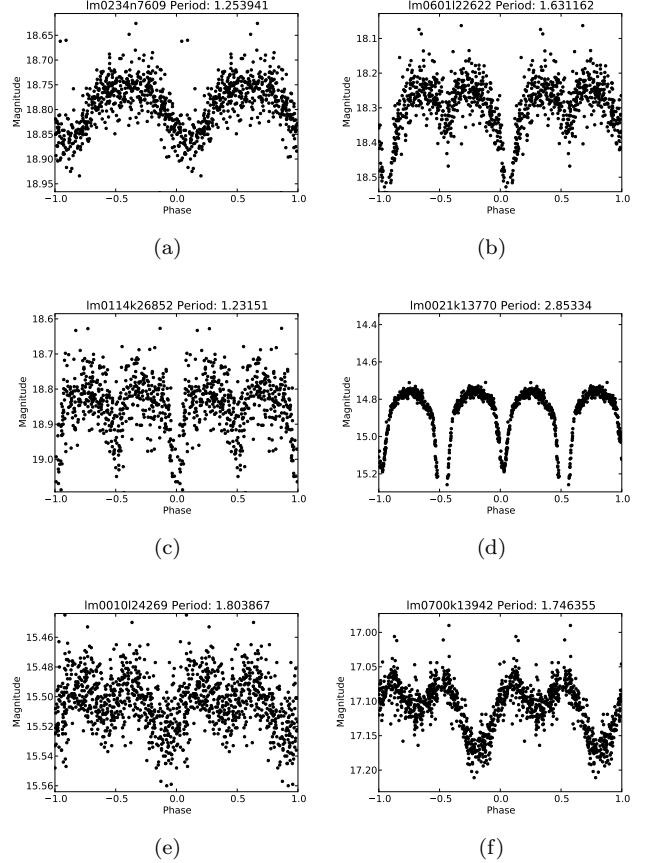 lm0234n7609 Period: 1.253941
18.65
18.70
18.75
18.80
18.85
18.90
18.95
Magnitude
−1.0 −0.5 0.0 0.5 1.0
Phase
(a)
lm0601l22622 Period: 1.631162
18.1
18.2
18.3
18.4
18.5
Magnitude
−1.0 −0.5 0.0 0.5 1.0
Phase
(b)
lm0114k26852 Period: 1.23151
18.6
18.7
18.8
18.9
19.0
Magnitude
−1.0 −0.5 0.0 0.5 1.0
Phase
(c)
lm0021k13770 Period: 2.85334
14.4
14.6
14.8
15.0
15.2
Magnitude
−1.0 −0.5 0.0 0.5 1.0
Phase
(d)
lm0010l24269 Period: 1.803867
15.46
15.48
15.50
15.52
15.54
15.56
Magnitude
−1.0 −0.5 0.0 0.5 1.0
Phase
(e)
lm0700k13942 Period: 1.746355
17.00
17.05
17.10
17.15
17.20
Magnitude
−1.0 −0.5 0.0 0.5 1.0
Phase
(f)